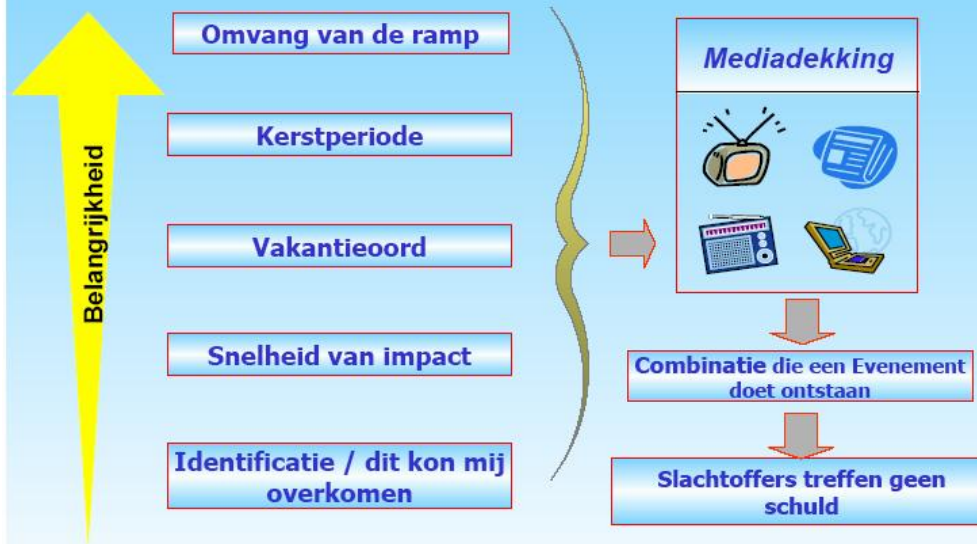 Belangrijkheid
Omvang van de ramp
Kerstperiode
Vakantieoord
Snelheid van impact
Identificatie / dit kon mij
overkomen
Mediadekking
Combinatie die een Evenement
doet ontstaan
Slachtoffers treffen geen
schuld